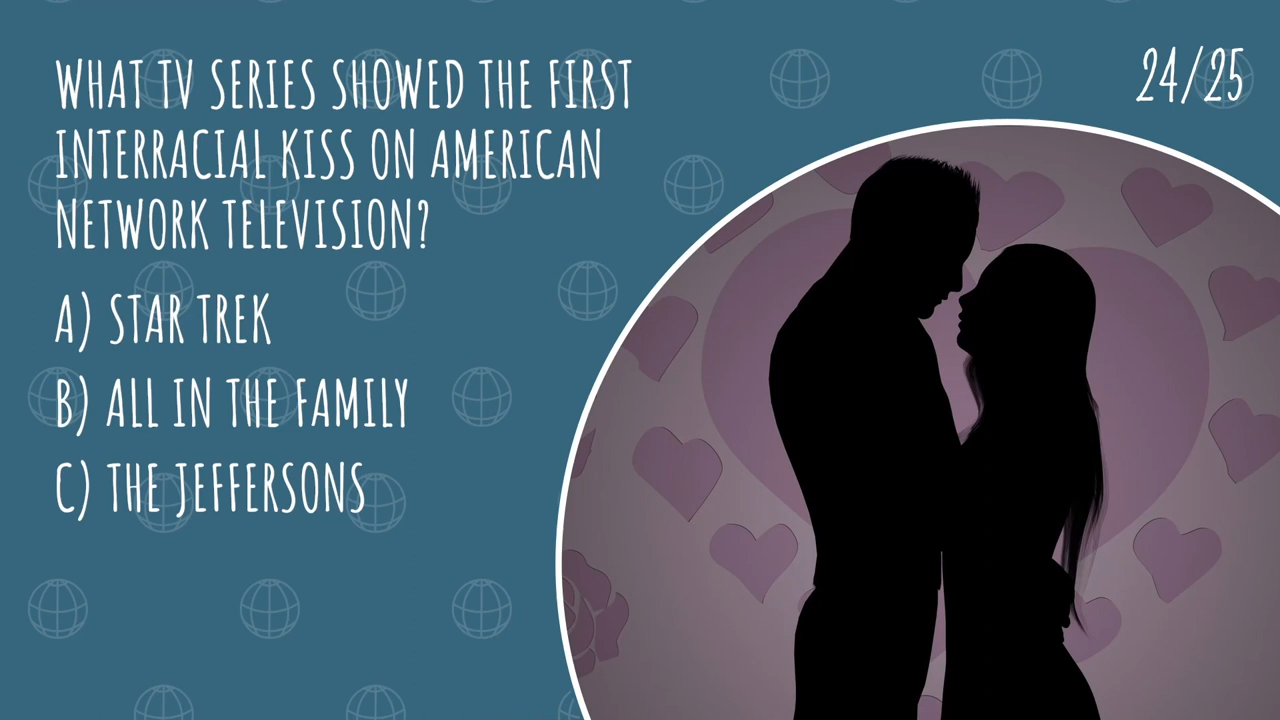 WHAT TV SERIES SHOWED THE FIRST
INTERRACIAL KISS ON AMERICAN
NETWORK TELEVISION?
24/25
A) STAR TREK
B) ALL IN THE FAMILY
C) THE JEFFERSONS